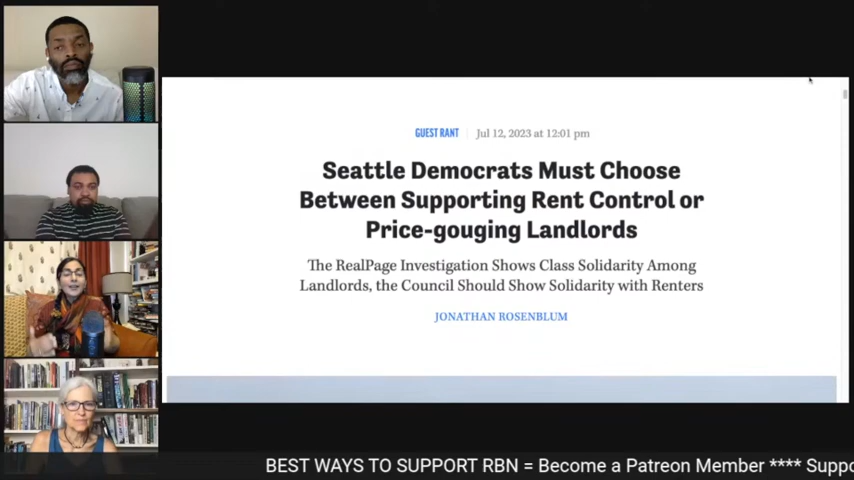 GUEST RANT Jul 12, 2023 at 12:01 pm
Seattle Democrats Must Choose
Between Supporting Rent Control or
Price-gouging Landlords
The RealPage Investigation Shows Class Solidarity Among
Landlords, the Council Should Show Solidarity with Renters
JONATHAN ROSENBLUM
BEST WAYS TO SUPPORT RBN = Become a Patreon Member **** Suppo